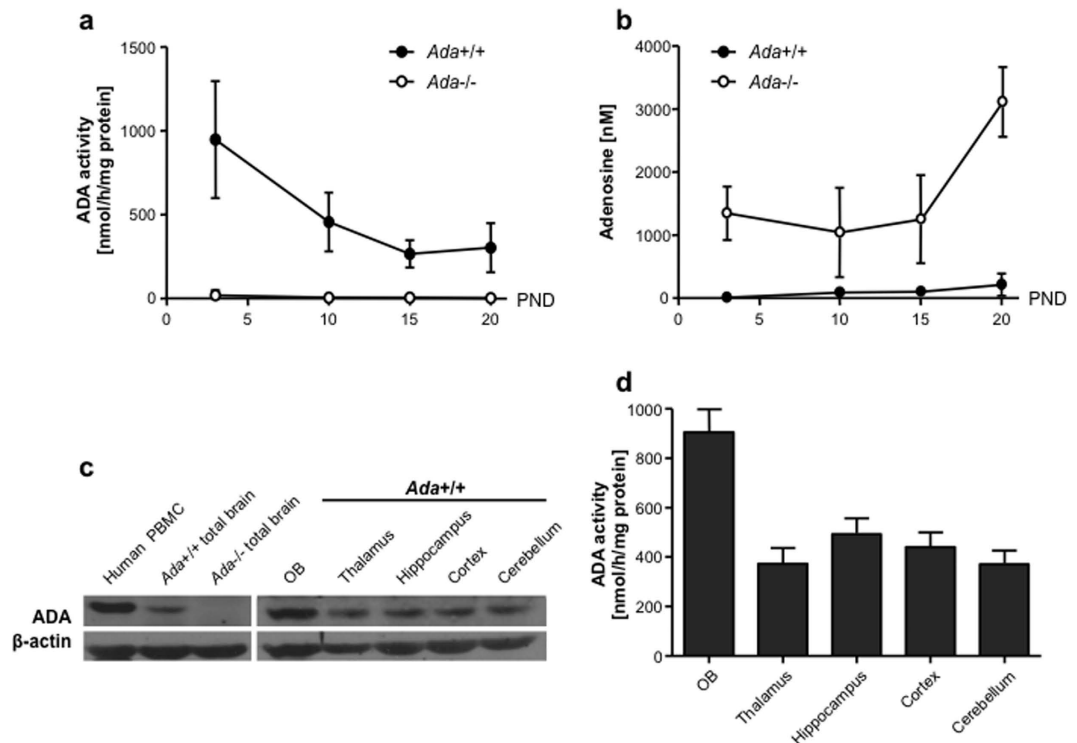 a
1500
1000
500
0
0
5
10
15
20
PND
ADA activity
[nmol/h/mg protein]
Ada+/+
Ada-/-
b
4000
3000
2000
1000
0
0
5
10
15
20
PND
Adenosine [nM]
Ada+/+
Ada-/-
c
Ada+/+
Human PBMC
Ada+/+ total brain
Ada-/- total brain
OB
Thalamus
Hippocampus
Cortex
Cerebellum
ADA
β-actin
d
1000
800
600
400
200
0
ADA activity
[nmol/h/mg protein]
OB
Thalamus
Hippocampus
Cortex
Cerebellum